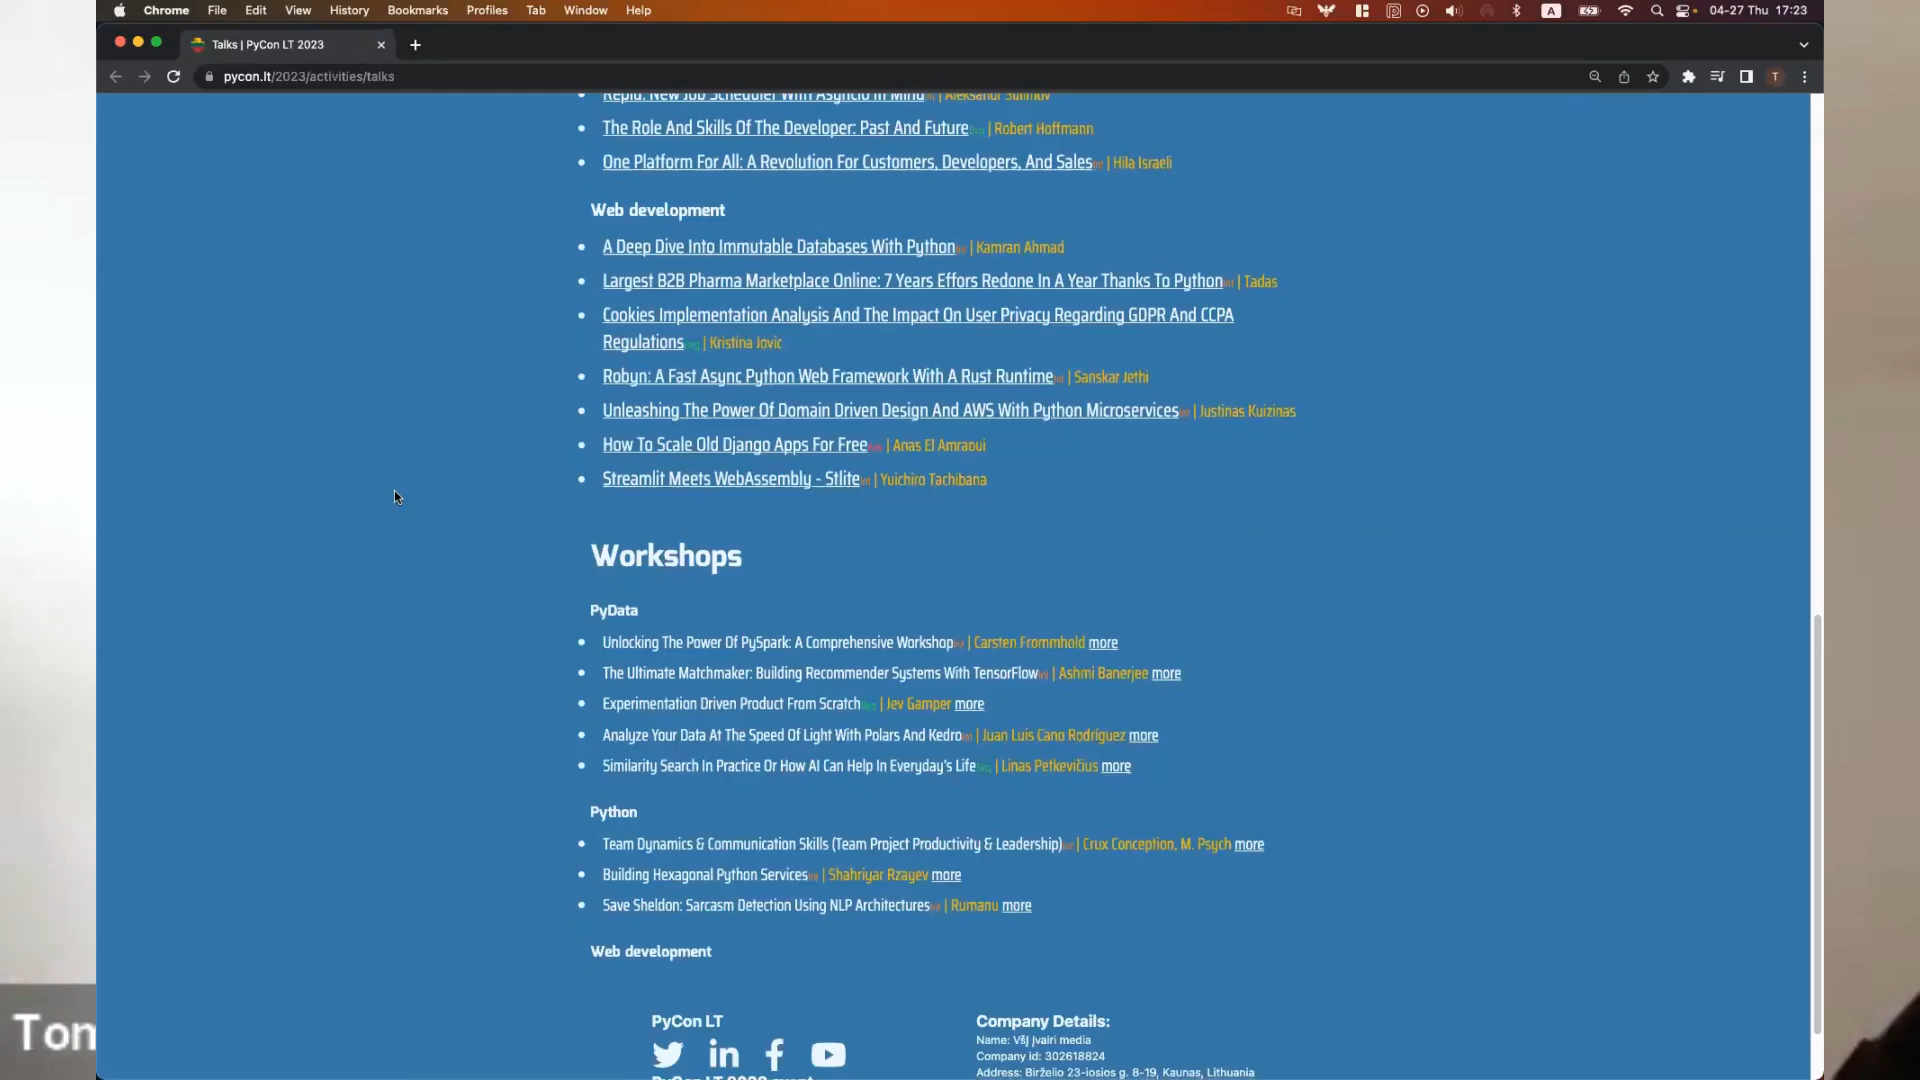 Chrome File Edit View History Bookmarks Profiles Tab Window Help 04-27 Thu 17:23
Talks | PyCon LT 2023
pycon.lt/2023/activities/talks
Repid: New Job Scheduler With Asyncio In Mind | Aleksandr Sulimov
The Role And Skills Of The Developer: Past And Future | Robert Hoffmann
One Platform For All: A Revolution For Customers, Developers, And Sales | Hila Israeli
Web development
A Deep Dive Into Immutable Databases With Python | Kamran Ahmad
Largest B2B Pharma Marketplace Online: 7 Years Effors Redone In A Year Thanks To Python | Tadas
Cookies Implementation Analysis And The Impact On User Privacy Regarding GDPR And CCPA
Regulations | Kristina Jovic
Robyn: A Fast Async Python Web Framework With A Rust Runtime | Sanskar Jethi
Unleashing The Power Of Domain Driven Design And AWS With Python Microservices | Justinas Kuizinas
How To Scale Old Django Apps For Free | Anas El Amraoui
Streamlit Meets WebAssembly - Stlite | Yuichiro Tachibana
Workshops
PyData
Unlocking The Power Of PySpark: A Comprehensive Workshop | Carsten Frommhold more
The Ultimate Matchmaker: Building Recommender Systems With TensorFlow | Ashmi Banerjee more
Experimentation Driven Product From Scratch | Jev Gamper more
Analyze Your Data At The Speed Of Light With Polars And Kedro | Juan Luis Cano Rodríguez more
Similarity Search In Practice Or How AI Can Help In Everyday's Life | Linas Petkevičius more
Python
Team Dynamics & Communication Skills (Team Project Productivity & Leadership) | Crux Conception, M. Psych more
Building Hexagonal Python Services | Shahriyar Rzayev more
Save Sheldon: Sarcasm Detection Using NLP Architectures | Rumanu more
Web development
Tom
PyCon LT
Company Details:
Name: VšĮ Įvairi media
Company id: 302618824
Address: Birželio 23-iosios g. 8-19, Kaunas, Lithuania